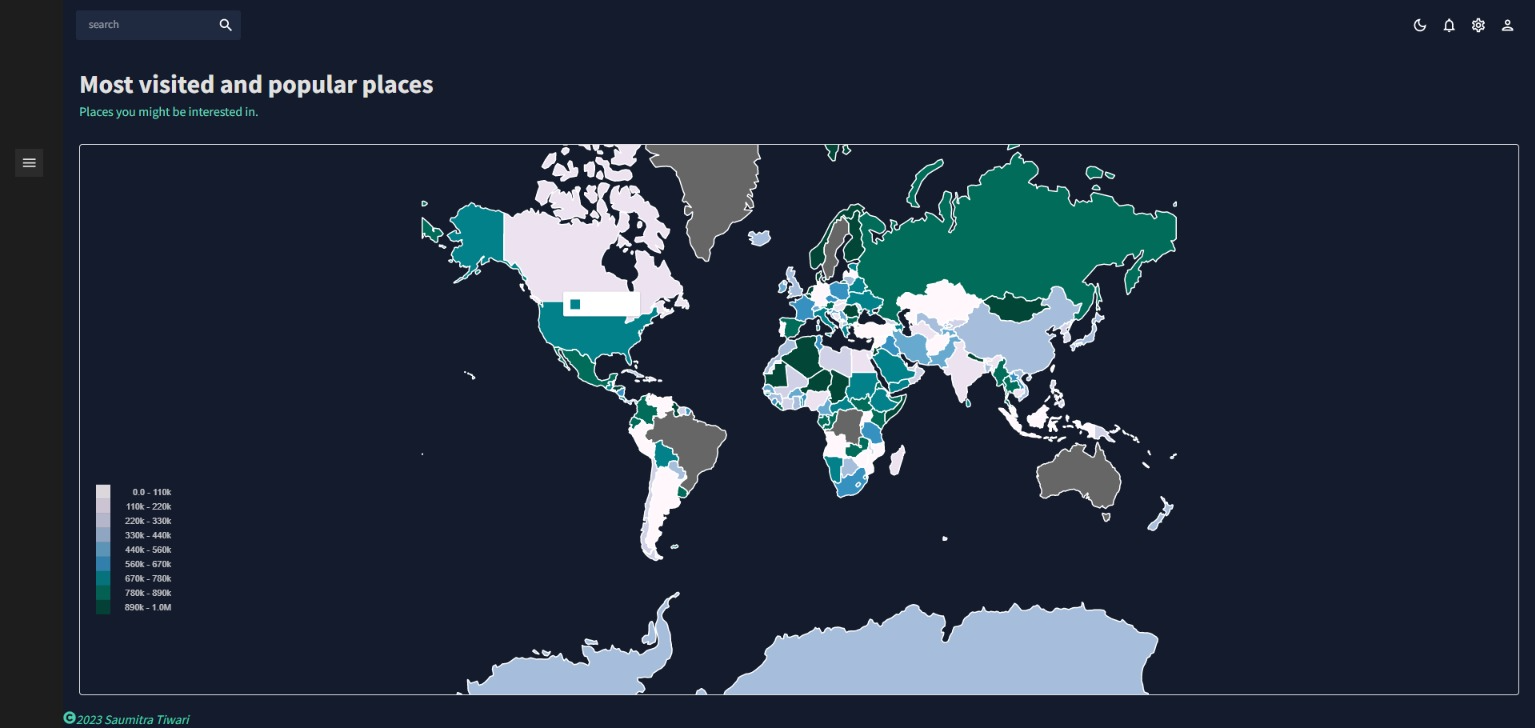 search
Most visited and popular places
Places you might be interested in.
0.0 - 110k
110k - 220k
220k - 330k
330k - 440k
440k - 560k
560k - 670k
670k - 780k
780k - 890k
890k - 1.0M
©2023 Saumitra Tiwari